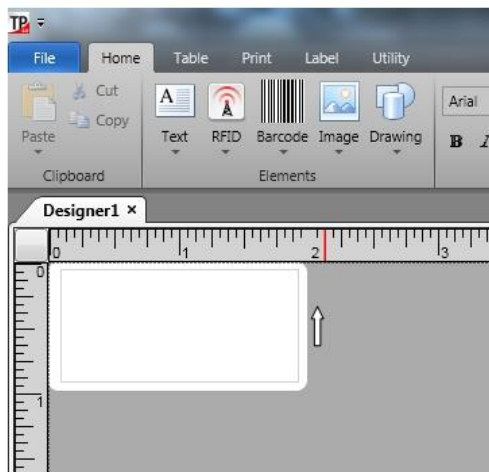 TP
File Home Table Print Label Utility
Cut
Copy
Paste
Text RFID Barcode Image Drawing
Arial
B I
A
Clipboard Elements
Designer1 ×
0 1 2 3
0
1